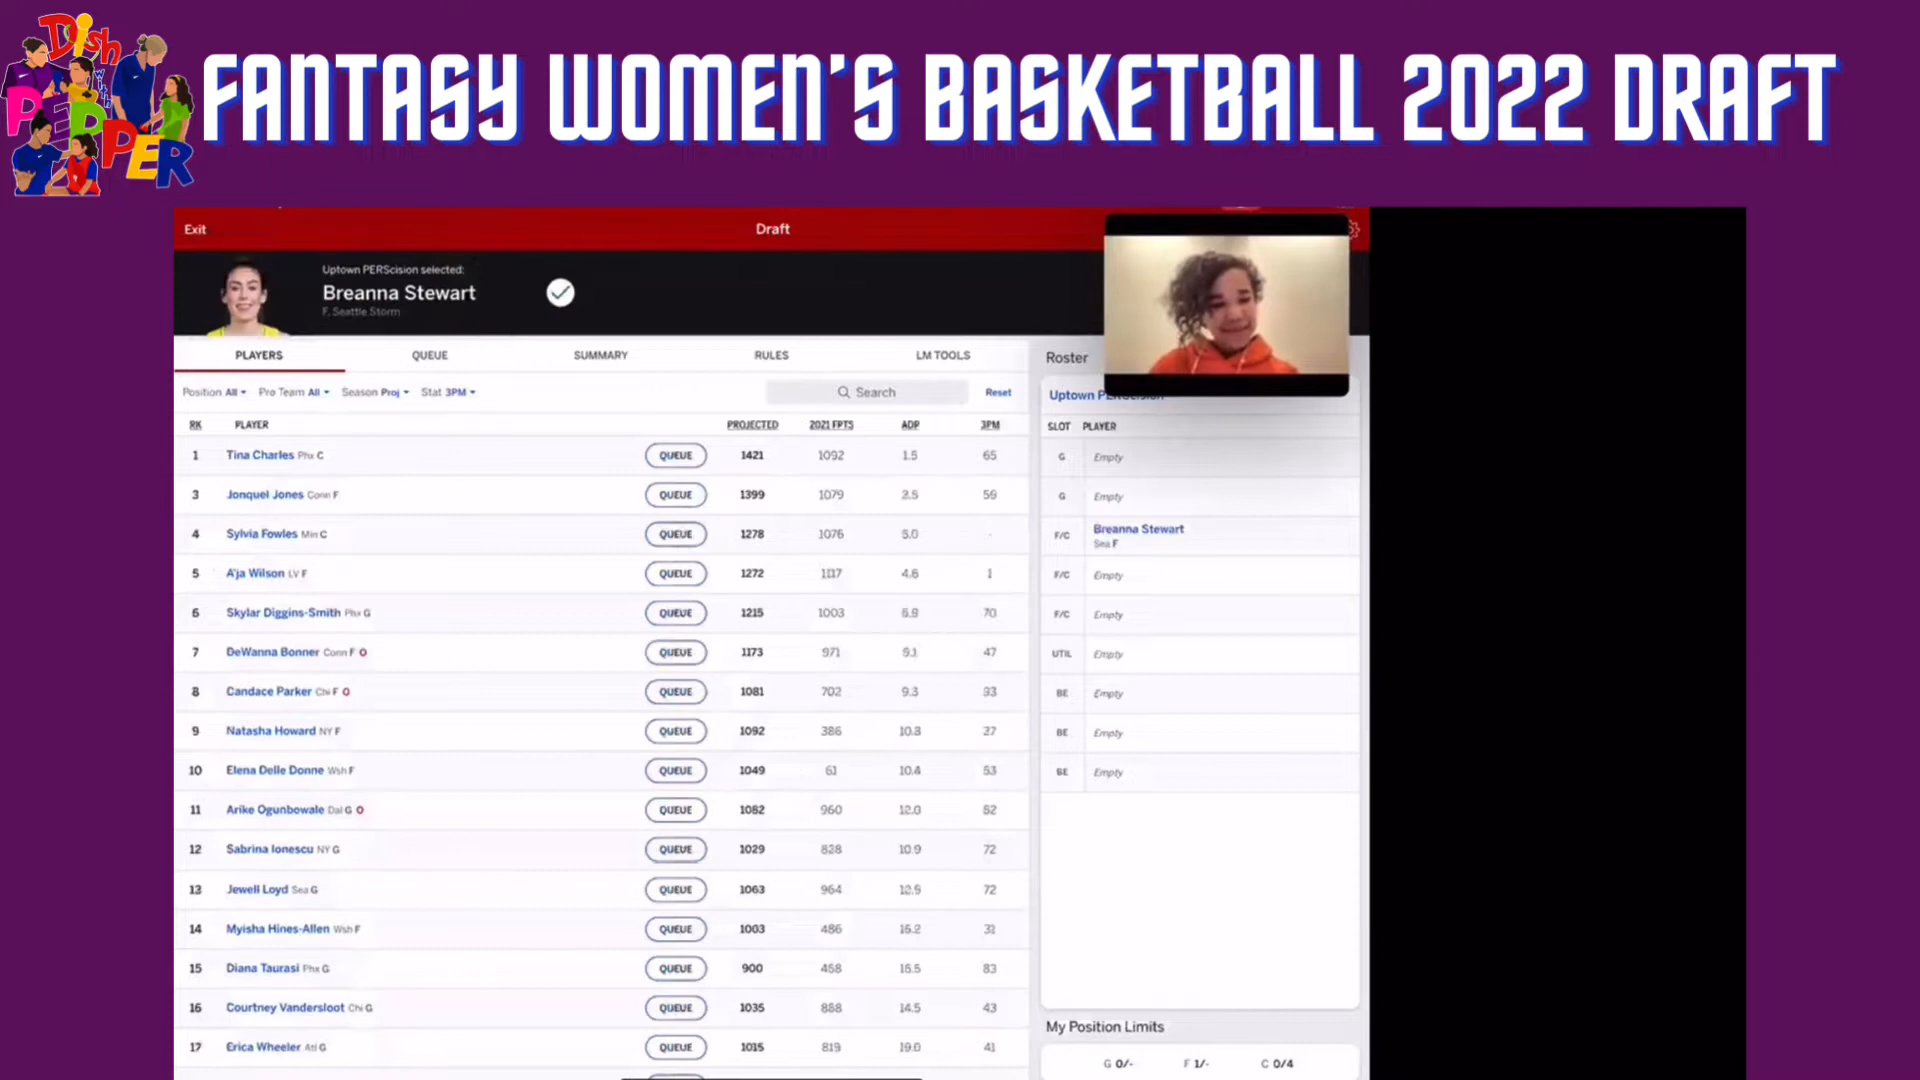 Dish
with
PEPPER
FANTASY WOMEN'S BASKETBALL 2022 DRAFT
Exit
Draft
Uptown PERScision selected:
Breanna Stewart
F, Seattle Storm
PLAYERS QUEUE SUMMARY RULES LM TOOLS
Position All Pro Team All Season Proj Stat 3PM Search Reset
RK PLAYER PROJECTED 2021 FPTS ADP 3PM
1 Tina Charles Phx C QUEUE 1421 1092 1.5 65
3 Jonquel Jones Conn F QUEUE 1399 1079 2.5 59
4 Sylvia Fowles Min C QUEUE 1278 1076 5.0 -
5 A'ja Wilson LV F QUEUE 1272 1117 4.6 1
6 Skylar Diggins-Smith Phx G QUEUE 1215 1003 6.9 70
7 DeWanna Bonner Conn F O QUEUE 1173 971 9.1 47
8 Candace Parker Chi F O QUEUE 1081 702 9.3 93
9 Natasha Howard NY F QUEUE 1092 386 10.8 27
10 Elena Delle Donne Wsh F QUEUE 1049 61 10.4 53
11 Arike Ogunbowale Dal G O QUEUE 1082 960 12.0 52
12 Sabrina Ionescu NY G QUEUE 1029 828 10.9 72
13 Jewell Loyd Sea G QUEUE 1063 964 12.5 72
14 Myisha Hines-Allen Wsh F QUEUE 1003 486 16.2 31
15 Diana Taurasi Phx G QUEUE 900 458 16.5 83
16 Courtney Vandersloot Chi G QUEUE 1035 888 14.5 43
17 Erica Wheeler Atl G QUEUE 1015 819 19.0 41
Roster
Uptown PERScision
SLOT PLAYER
G Empty
G Empty
F/C Breanna Stewart
Sea F
F/C Empty
F/C Empty
UTIL Empty
BE Empty
BE Empty
BE Empty
My Position Limits
G 0/- F 1/- C 0/4